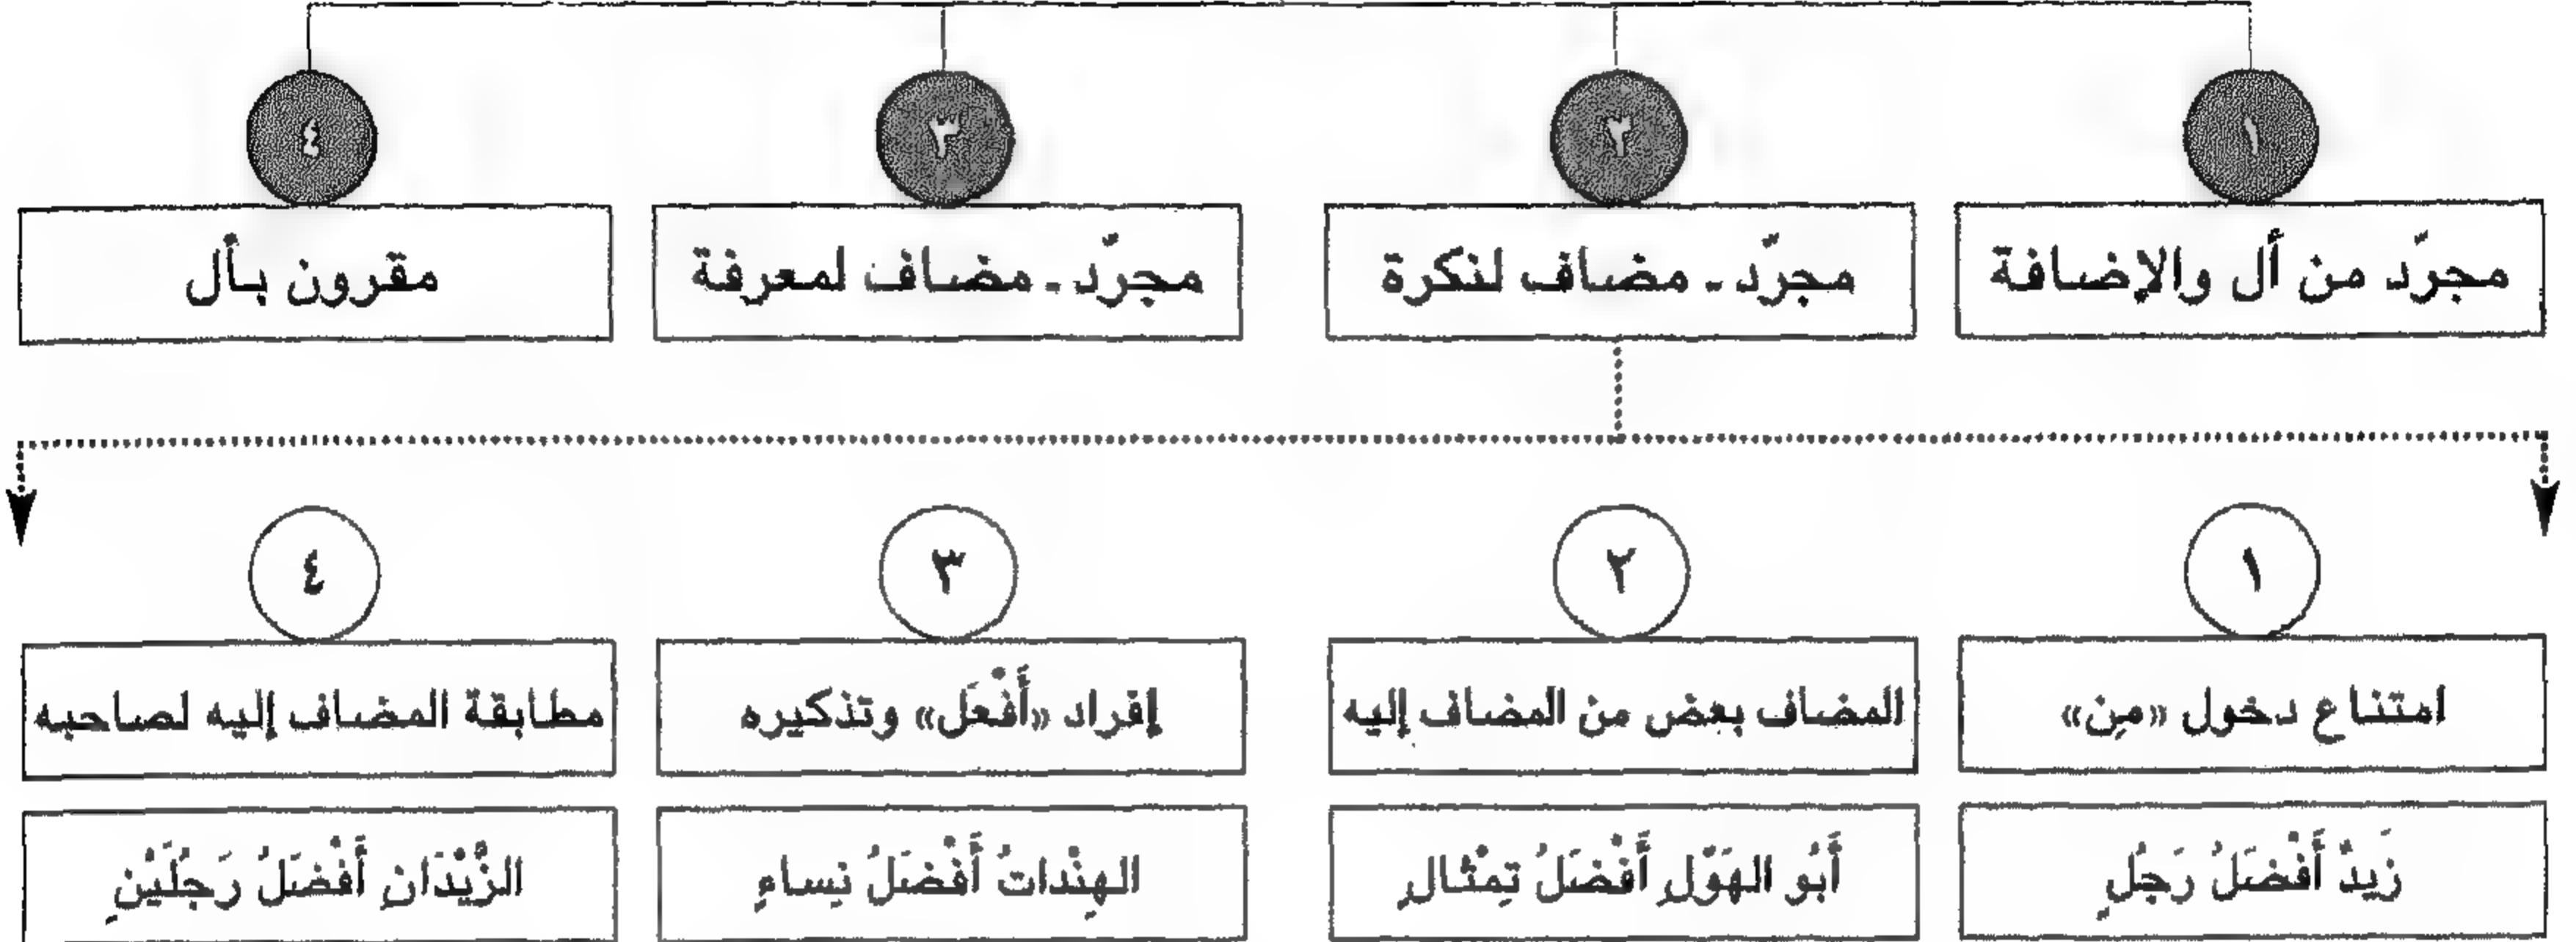 ١ ٢ ٣ ٤
مجرّد من أل والإضافة
مجرّد - مضاف لنكرة
مجرّد - مضاف لمعرفة
مقرون بأل
١ ٢ ٣ ٤
امتناع دخول «مِن»
المضاف بعض من المضاف إليه
إفراد «أَفْعَل» وتذكيره
مطابقة المضاف إليه لصاحبه
زَيدٌ أَفْضَلُ رَجُلٍ
أَبُو الهَوْلِ أَفْضَلُ تِمْثالٍ
الهِنْداتُ أَفْضَلُ نِساءٍ
الزَّيْدَانِ أَفْضَلُ رَجُلَيْنِ